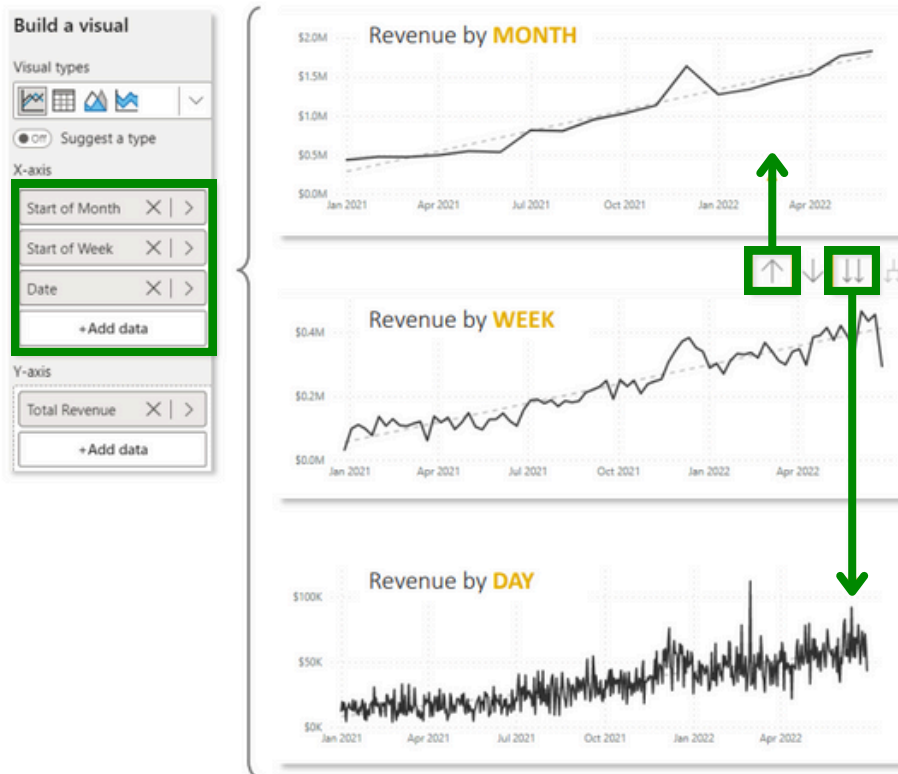 Build a visual
Visual types
Off Suggest a type
X-axis
Start of Month
Start of Week
Date
+Add data
Y-axis
Total Revenue
+Add data
Revenue by MONTH
$2.0M
$1.5M
$1.0M
$0.5M
$0.0M
Jan 2021 Apr 2021 Jul 2021 Oct 2021 Jan 2022 Apr 2022
Revenue by WEEK
$0.4M
$0.2M
$0.0M
Jan 2021 Apr 2021 Jul 2021 Oct 2021 Jan 2022 Apr 2022
Revenue by DAY
$100K
$50K
$0K
Jan 2021 Apr 2021 Jul 2021 Oct 2021 Jan 2022 Apr 2022